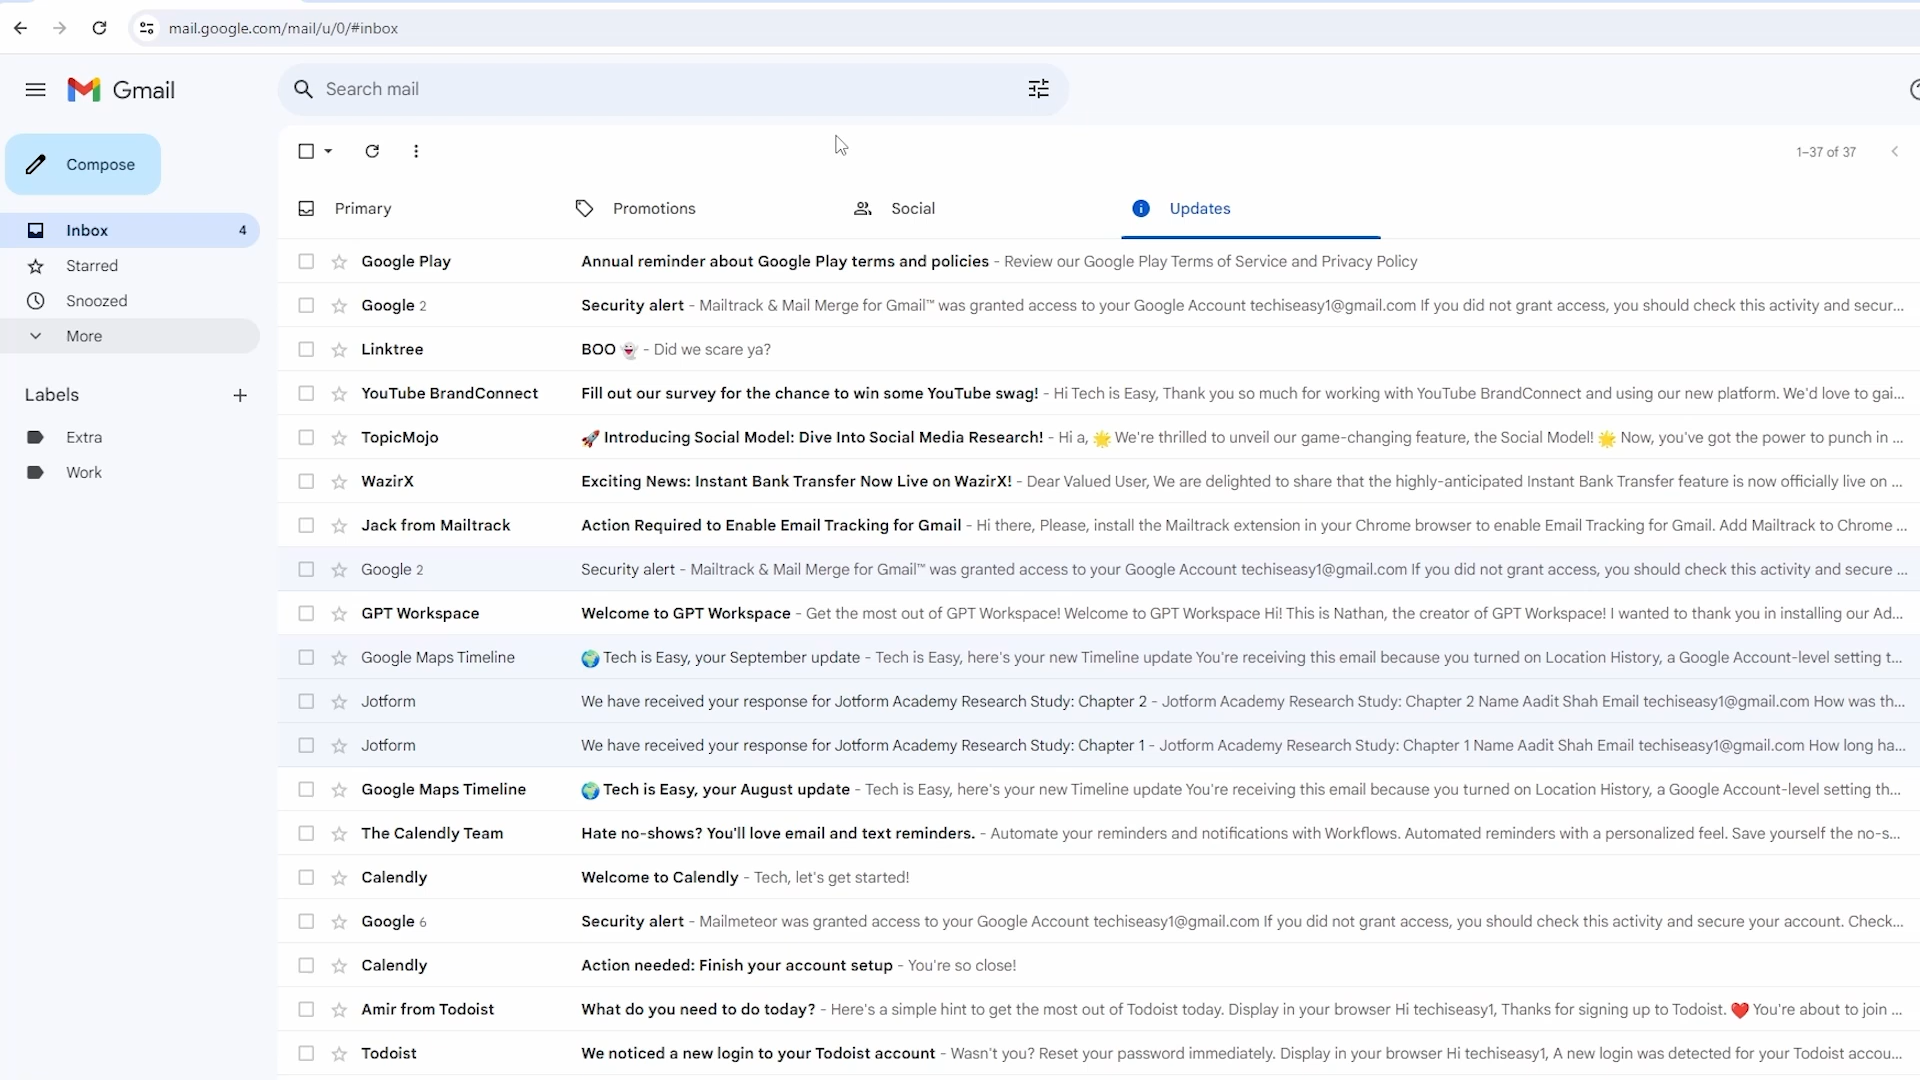 mail.google.com/mail/u/0/#inbox
Gmail
Search mail
Compose
1–37 of 37
Primary
Promotions
Social
Updates
Inbox 4
Starred
Snoozed
More
Labels
Extra
Work
Google Play Annual reminder about Google Play terms and policies - Review our Google Play Terms of Service and Privacy Policy
Google 2 Security alert - Mailtrack & Mail Merge for Gmail™ was granted access to your Google Account techiseasy1@gmail.com If you did not grant access, you should check this activity and secur...
Linktree BOO 👻 - Did we scare ya?
YouTube BrandConnect Fill out our survey for the chance to win some YouTube swag! - Hi Tech is Easy, Thank you so much for working with YouTube BrandConnect and using our new platform. We'd love to gai...
TopicMojo 🚀 Introducing Social Model: Dive Into Social Media Research! - Hi a, 🌟 We're thrilled to unveil our game-changing feature, the Social Model! 🌟 Now, you've got the power to punch in ...
WazirX Exciting News: Instant Bank Transfer Now Live on WazirX! - Dear Valued User, We are delighted to share that the highly-anticipated Instant Bank Transfer feature is now officially live on ...
Jack from Mailtrack Action Required to Enable Email Tracking for Gmail - Hi there, Please, install the Mailtrack extension in your Chrome browser to enable Email Tracking for Gmail. Add Mailtrack to Chrome ...
Google 2 Security alert - Mailtrack & Mail Merge for Gmail™ was granted access to your Google Account techiseasy1@gmail.com If you did not grant access, you should check this activity and secure ...
GPT Workspace Welcome to GPT Workspace - Get the most out of GPT Workspace! Welcome to GPT Workspace Hi! This is Nathan, the creator of GPT Workspace! I wanted to thank you in installing our Ad...
Google Maps Timeline 🌍 Tech is Easy, your September update - Tech is Easy, here's your new Timeline update You're receiving this email because you turned on Location History, a Google Account-level setting t...
Jotform We have received your response for Jotform Academy Research Study: Chapter 2 - Jotform Academy Research Study: Chapter 2 Name Aadit Shah Email techiseasy1@gmail.com How was th...
Jotform We have received your response for Jotform Academy Research Study: Chapter 1 - Jotform Academy Research Study: Chapter 1 Name Aadit Shah Email techiseasy1@gmail.com How long ha...
Google Maps Timeline 🌍 Tech is Easy, your August update - Tech is Easy, here's your new Timeline update You're receiving this email because you turned on Location History, a Google Account-level setting th...
The Calendly Team Hate no-shows? You'll love email and text reminders. - Automate your reminders and notifications with Workflows. Automated reminders with a personalized feel. Save yourself the no-s...
Calendly Welcome to Calendly - Tech, let's get started!
Google 6 Security alert - Mailmeteor was granted access to your Google Account techiseasy1@gmail.com If you did not grant access, you should check this activity and secure your account. Check...
Calendly Action needed: Finish your account setup - You're so close!
Amir from Todoist What do you need to do today? - Here's a simple hint to get the most out of Todoist today. Display in your browser Hi techiseasy1, Thanks for signing up to Todoist. ❤️ You're about to join ...
Todoist We noticed a new login to your Todoist account - Wasn't you? Reset your password immediately. Display in your browser Hi techiseasy1, A new login was detected for your Todoist accou...